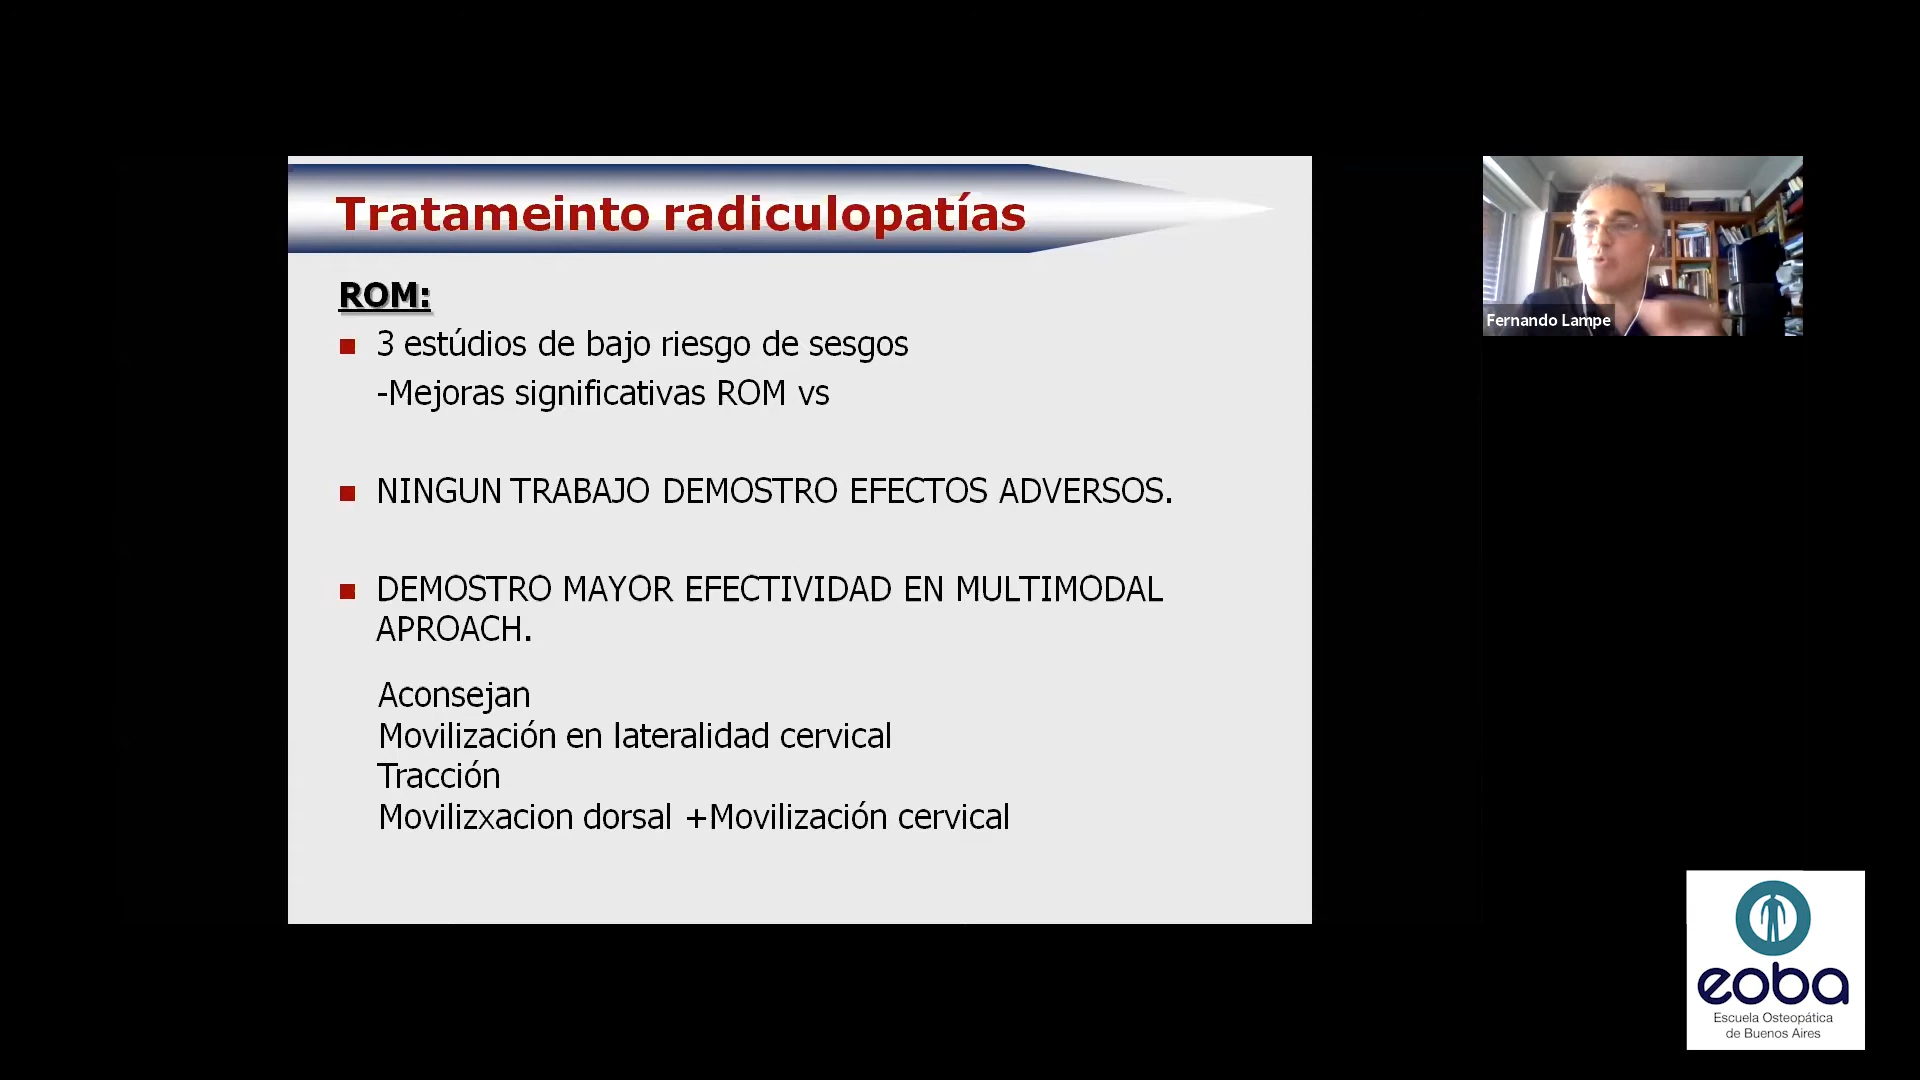 Tratameinto radiculopatías
ROM:
3 estúdios de bajo riesgo de sesgos
-Mejoras significativas ROM vs
NINGUN TRABAJO DEMOSTRO EFECTOS ADVERSOS.
DEMOSTRO MAYOR EFECTIVIDAD EN MULTIMODAL
APROACH.
Aconsejan
Movilización en lateralidad cervical
Tracción
Movilizxacion dorsal +Movilización cervical
Fernando Lampe
eoba
Escuela Osteopática
de Buenos Aires